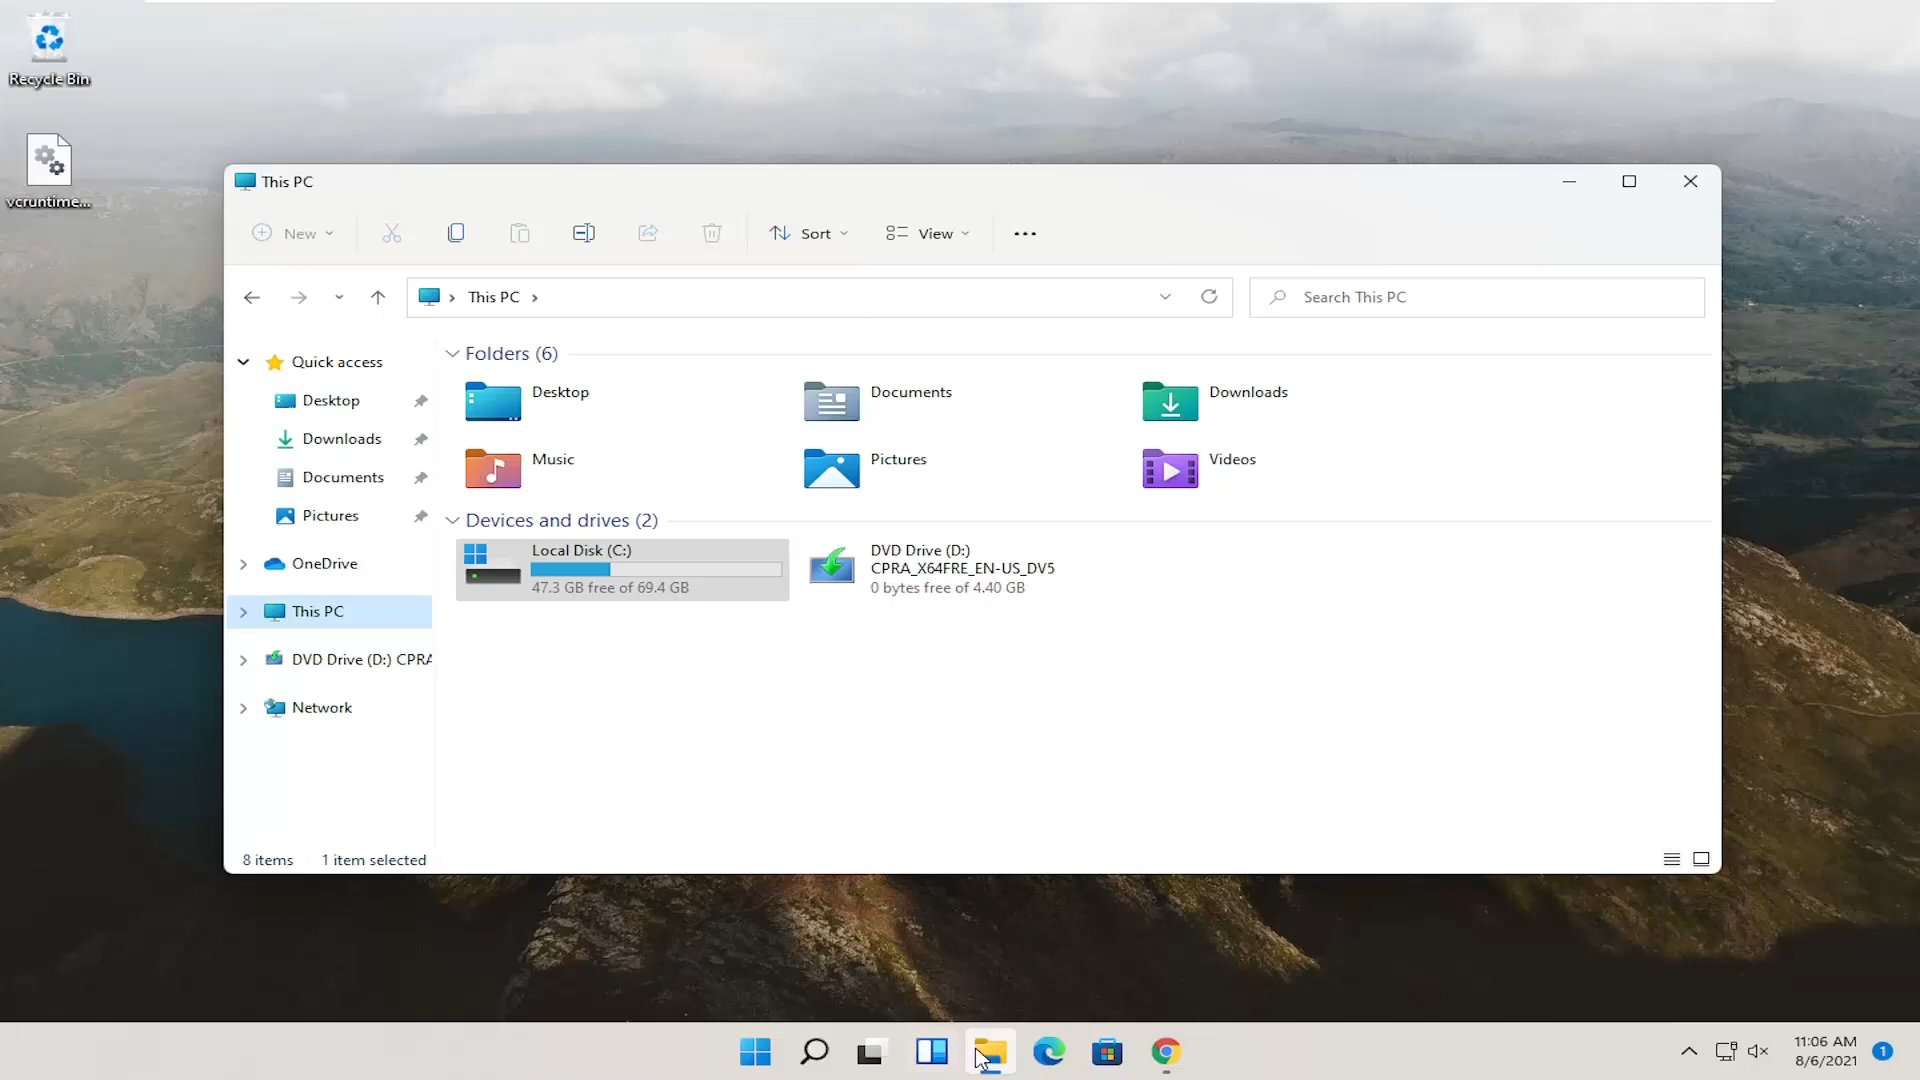 Recycle Bin
vcruntime...
This PC
New
Sort
View
This PC
Search This PC
Quick access
Desktop
Downloads
Documents
Pictures
OneDrive
This PC
DVD Drive (D:) CPRA
Network
Folders (6)
Desktop
Documents
Downloads
Music
Pictures
Videos
Devices and drives (2)
Local Disk (C:)
47.3 GB free of 69.4 GB
DVD Drive (D:)
CPRA_X64FRE_EN-US_DV5
0 bytes free of 4.40 GB
8 items
1 item selected
11:06 AM
8/6/2021
1